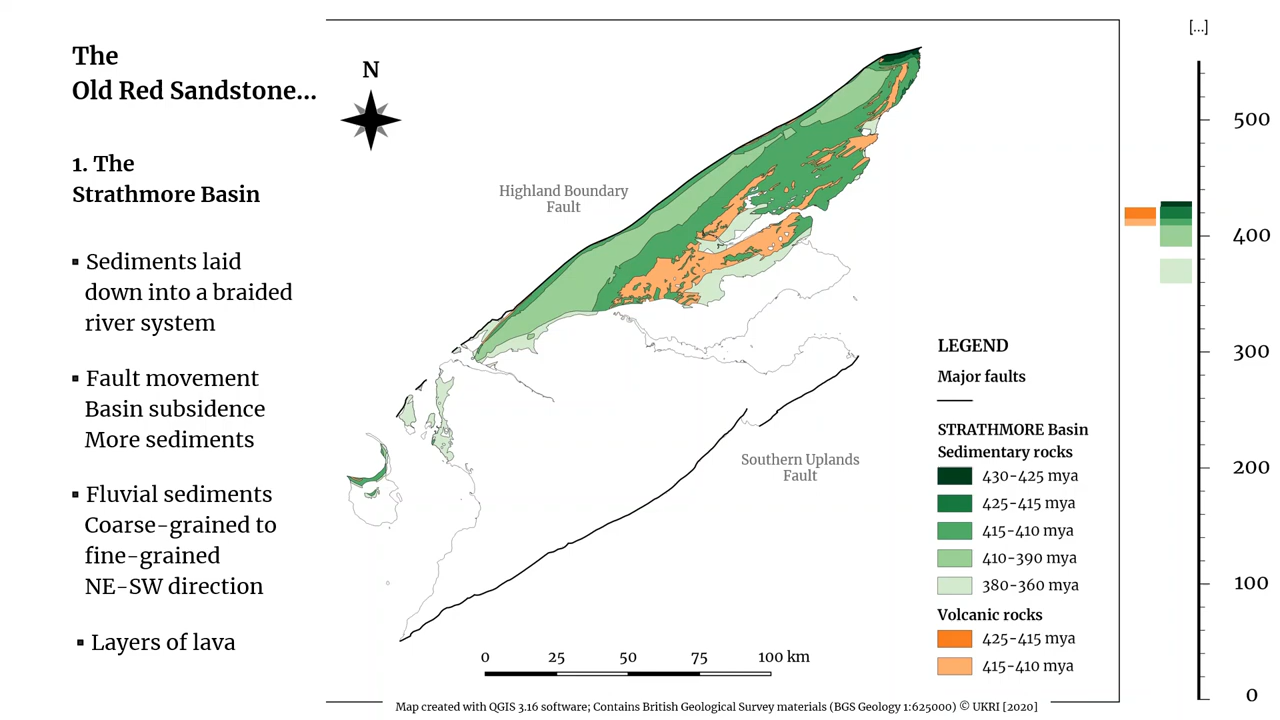 The
Old Red Sandstone...
1. The
Strathmore Basin
▪ Sediments laid
down into a braided
river system
▪ Fault movement
Basin subsidence
More sediments
▪ Fluvial sediments
Coarse-grained to
fine-grained
NE-SW direction
▪ Layers of lava
N
Highland Boundary
Fault
Southern Uplands
Fault
LEGEND
Major faults
STRATHMORE Basin
Sedimentary rocks
430-425 mya
425-415 mya
415-410 mya
410-390 mya
380-360 mya
Volcanic rocks
425-415 mya
415-410 mya
0 25 50 75 100 km
Map created with QGIS 3.16 software; Contains British Geological Survey materials (BGS Geology 1:625000) © UKRI [2020]
[...]
500
400
300
200
100
0